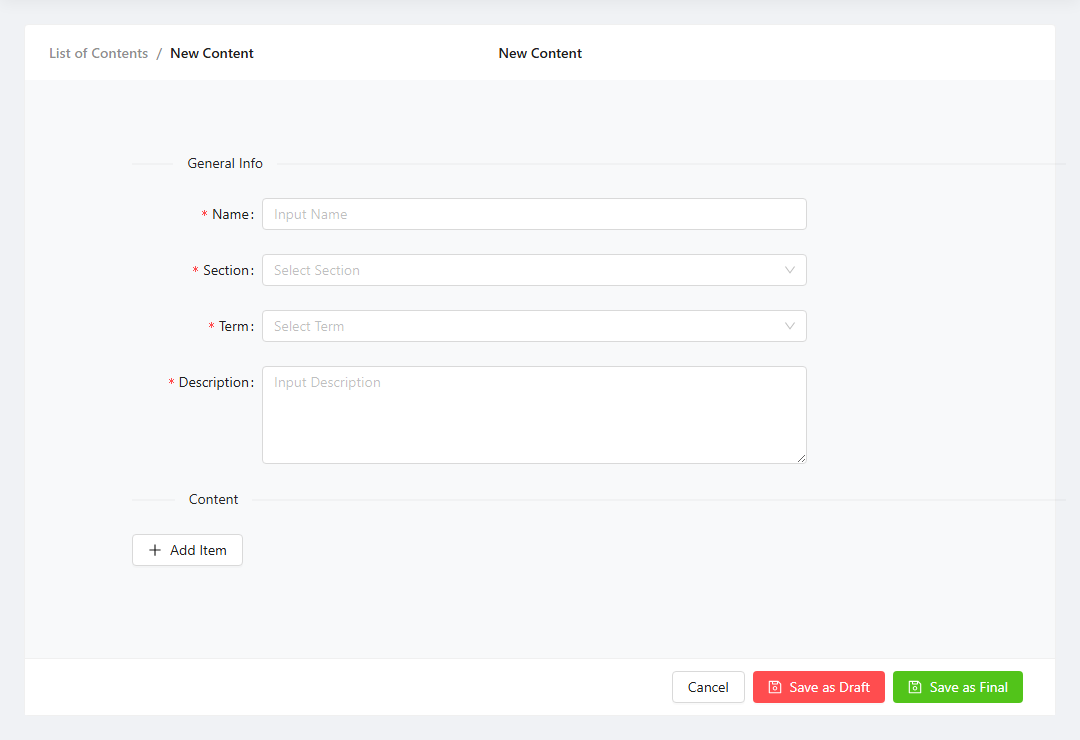 List of Contents / New Content
New Content
General Info
* Name: Input Name
* Section: Select Section
* Term: Select Term
* Description: Input Description
Content
+ Add Item
Cancel
Save as Draft
Save as Final